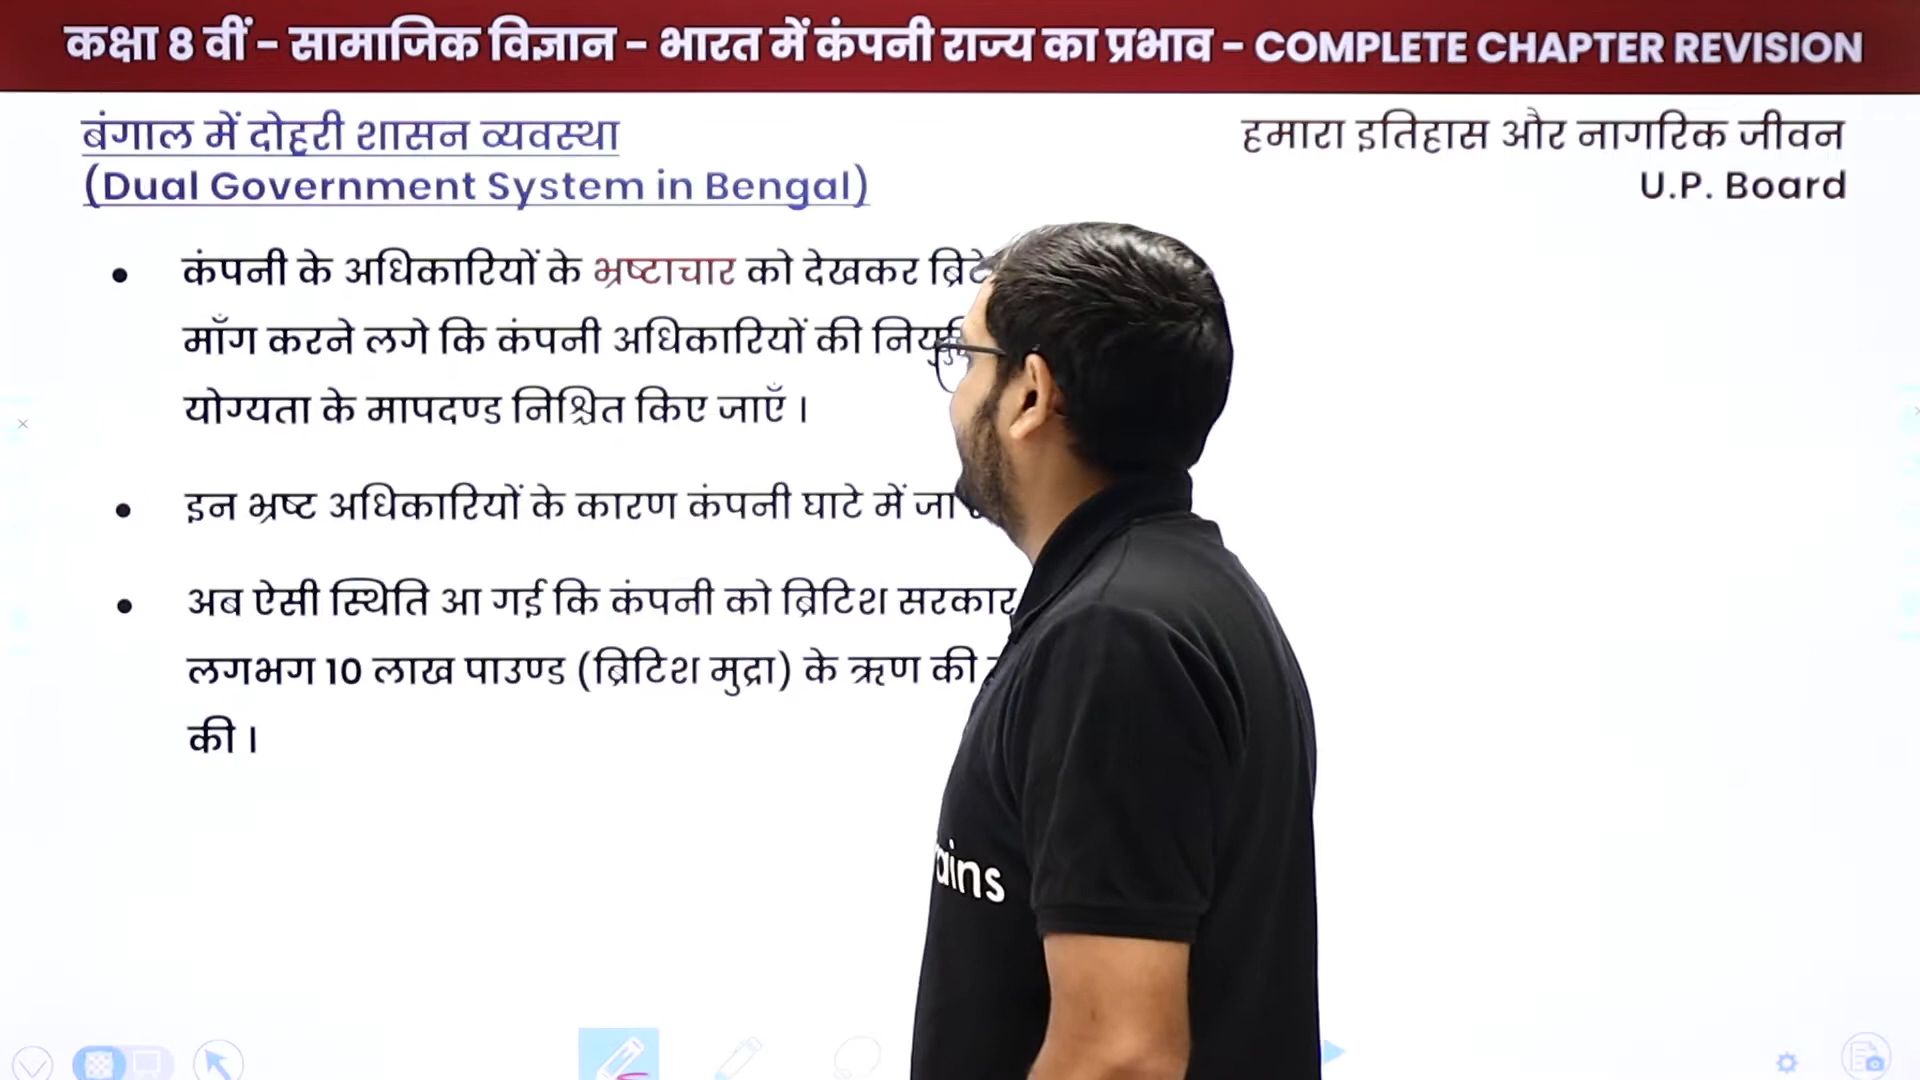 कक्षा 8 वीं - सामाजिक विज्ञान - भारत में कंपनी राज्य का प्रभाव - COMPLETE CHAPTER REVISION
बंगाल में दोहरी शासन व्यवस्था
(Dual Government System in Bengal)
हमारा इतिहास और नागरिक जीवन
U.P. Board
• कंपनी के अधिकारियों के भ्रष्टाचार को देखकर
माँग करने लगे कि कंपनी अधिकारियों की
योग्यता के मापदण्ड निश्चित किए जाएँ ।
• इन भ्रष्ट अधिकारियों के कारण कंपनी घाटे में जा
• अब ऐसी स्थिति आ गई कि कंपनी को ब्रिटिश सरकार
लगभग 10 लाख पाउण्ड (ब्रिटिश मुद्रा) के ऋण की
की ।